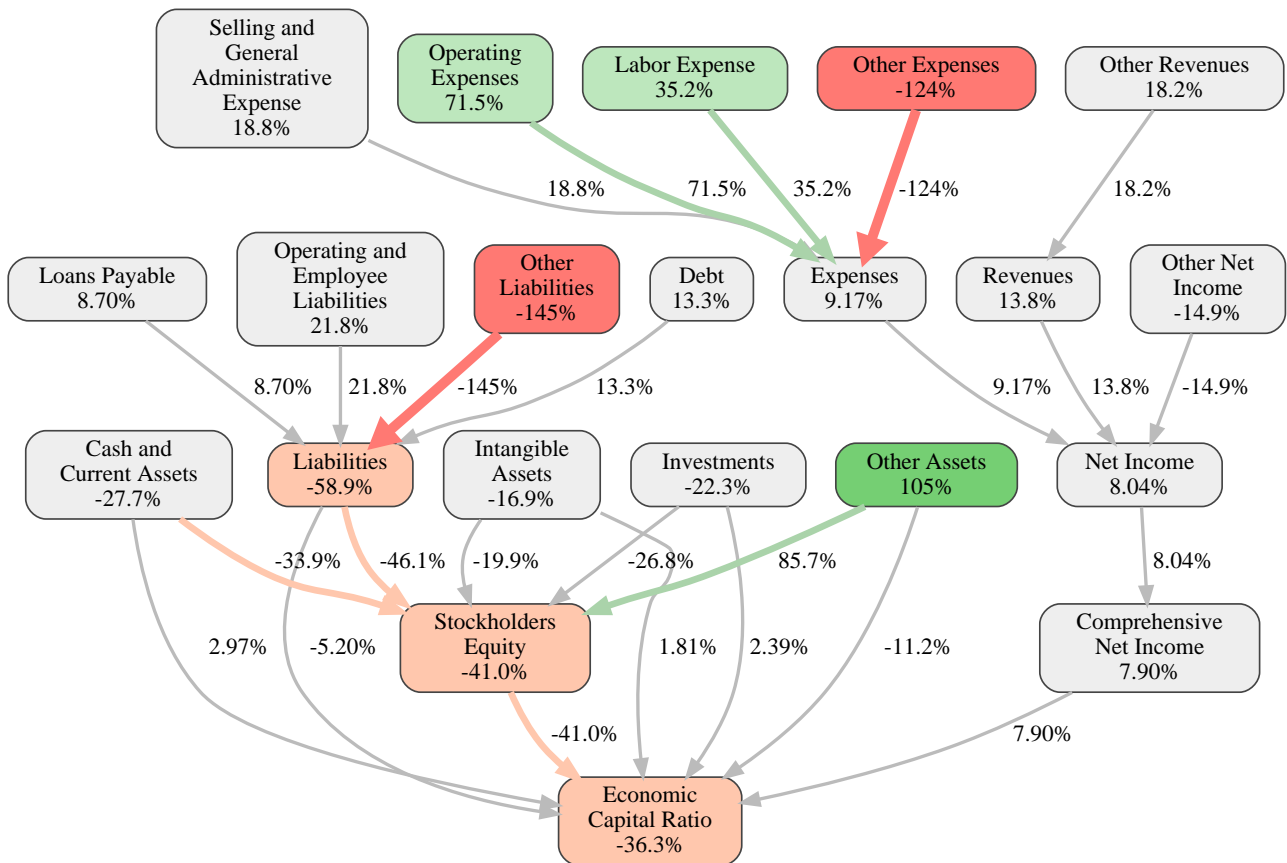 Selling and
General
Administrative
Expense
18.8%
Operating
Expenses
71.5%
Labor Expense
35.2%
Other Expenses
-124%
Other Revenues
18.2%
18.8%
71.5%
35.2%
-124%
18.2%
Loans Payable
8.70%
Operating and
Employee
Liabilities
21.8%
Other
Liabilities
-145%
Debt
13.3%
Expenses
9.17%
Revenues
13.8%
Other Net
Income
-14.9%
8.70%
21.8%
-145%
13.3%
9.17%
13.8%
-14.9%
Cash and
Current Assets
-27.7%
Liabilities
-58.9%
Intangible
Assets
-16.9%
Investments
-22.3%
Other Assets
105%
Net Income
8.04%
-33.9%
-46.1%
-19.9%
-26.8%
85.7%
8.04%
Stockholders
Equity
-41.0%
Comprehensive
Net Income
7.90%
2.97%
-5.20%
1.81%
2.39%
-11.2%
-41.0%
7.90%
Economic
Capital Ratio
-36.3%